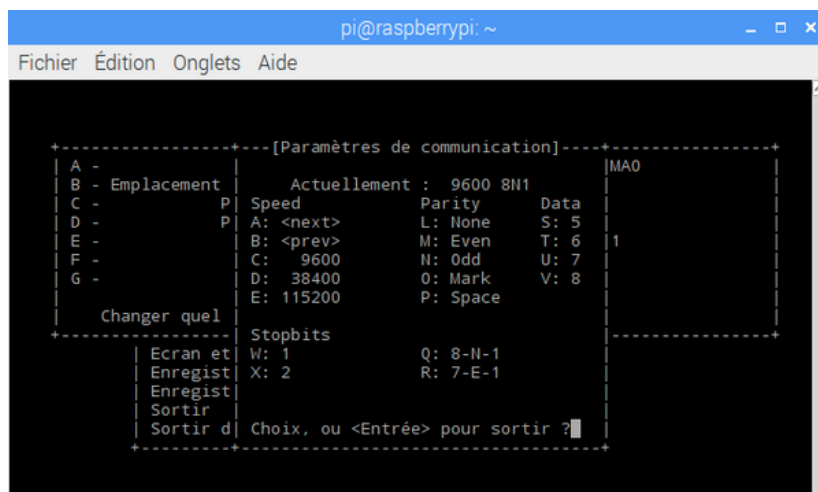 pi@raspberrypi: ~
Fichier Édition Onglets Aide
+-----------------+---[Paramètres de communication]----+----------------+
| A - | |MA0 |
| B - Emplacement | Actuellement : 9600 8N1 | |
| C - P| Speed Parity Data | |
| D - P| A: <next> L: None S: 5 | |
| E - | B: <prev> M: Even T: 6 |1 |
| F - | C: 9600 N: Odd U: 7 | |
| G - | D: 38400 O: Mark V: 8 | |
| | E: 115200 P: Space | |
| Changer quel | | |
+-----------------| Stopbits |----------------+
| Ecran et| W: 1 Q: 8-N-1 |
| Enregist| X: 2 R: 7-E-1 |
| Enregist| |
| Sortir | |
| Sortir d| Choix, ou <Entrée> pour sortir ? |
+---------+------------------------------------+